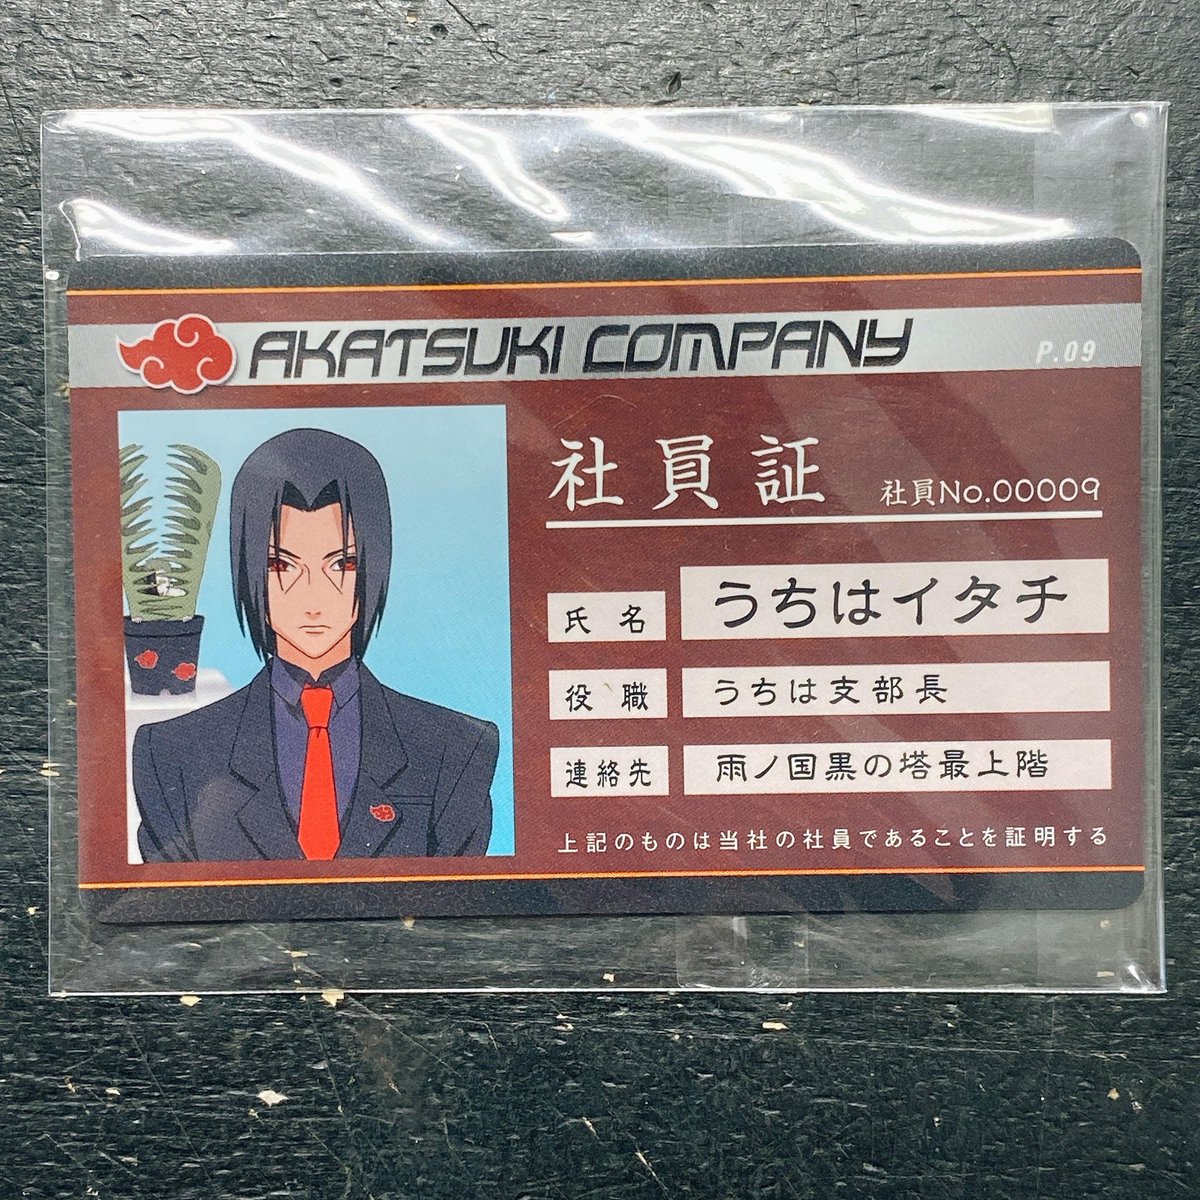 AKATSUKI COMPANY
P.09
社員証
社員No.00009
氏名 うちはイタチ
役職 うちは支部長
連絡先 雨ノ国黒の塔最上階
上記のものは当社の社員であることを証明する